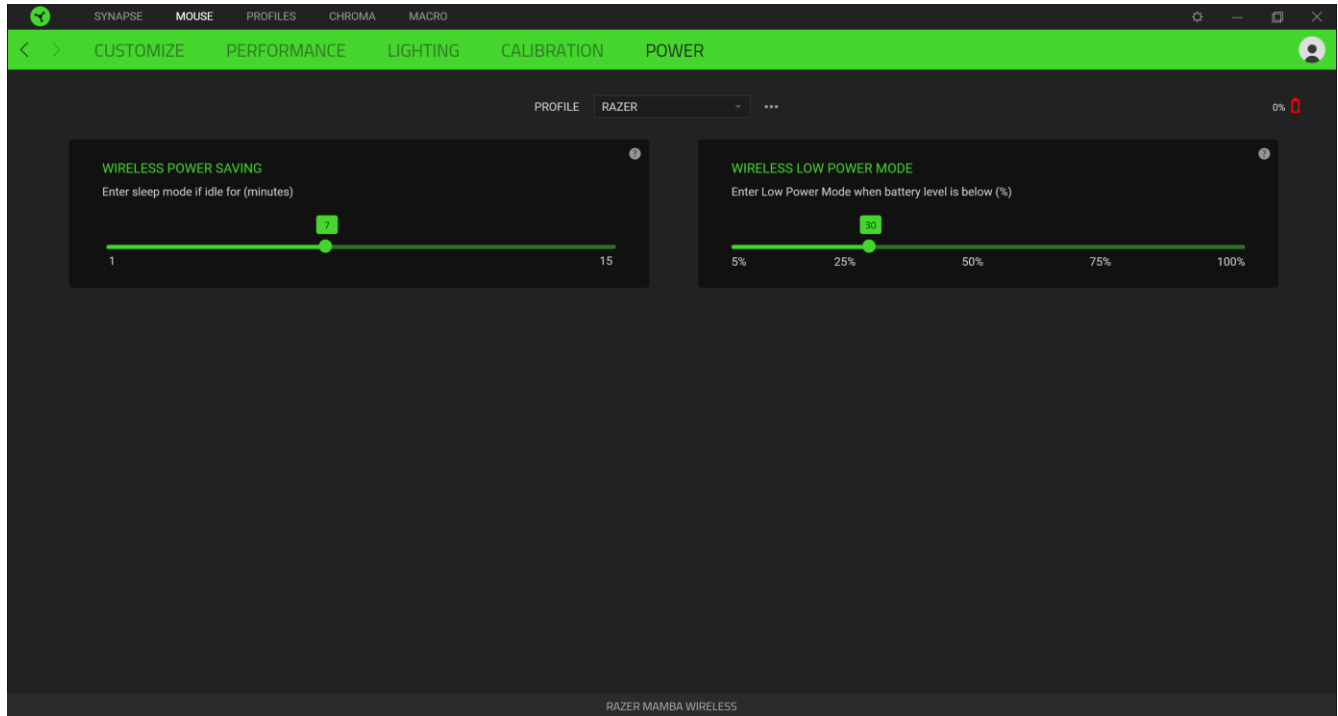 SYNAPSE MOUSE PROFILES CHROMA MACRO
CUSTOMIZE PERFORMANCE LIGHTING CALIBRATION POWER
PROFILE RAZER 0%
WIRELESS POWER SAVING
Enter sleep mode if idle for (minutes)
7
1 15
WIRELESS LOW POWER MODE
Enter Low Power Mode when battery level is below (%)
30
5% 25% 50% 75% 100%
RAZER MAMBA WIRELESS